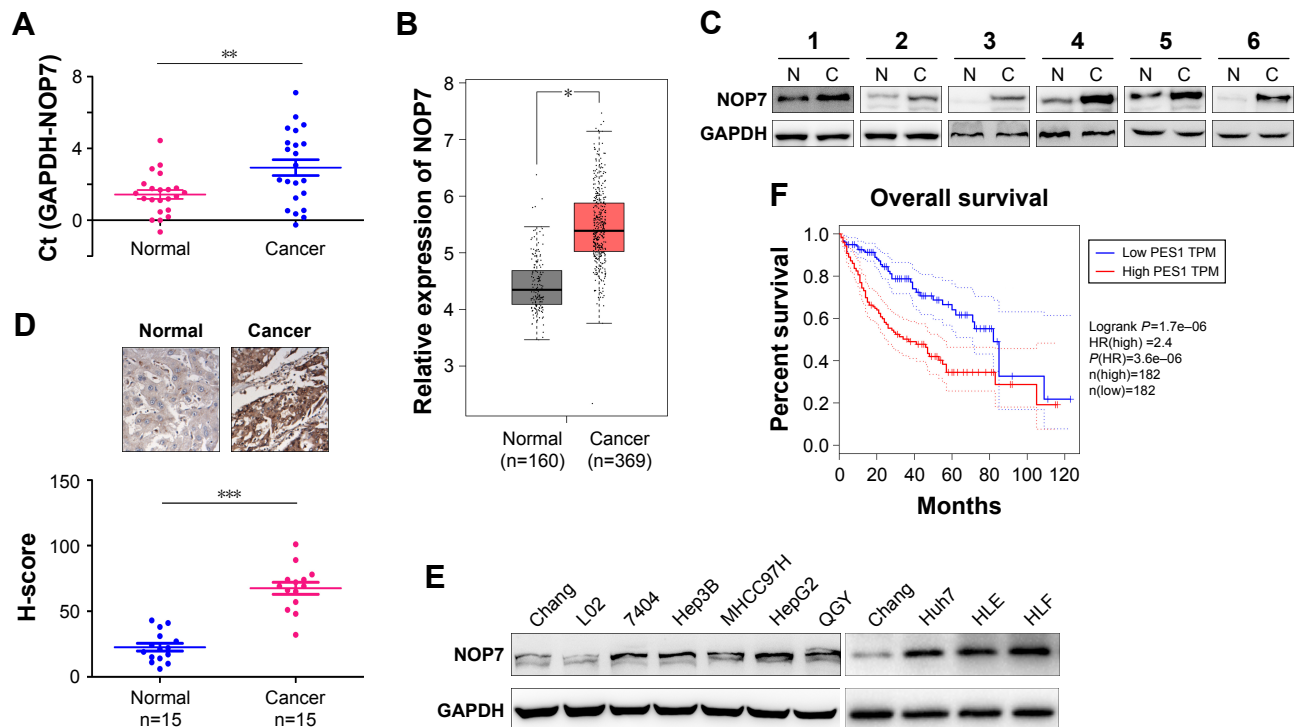 A
**
Ct (GAPDH-NOP7)
8
4
0
Normal
Cancer
B
*
Relative expression of NOP7
8
7
6
5
4
3
Normal
(n=160)
Cancer
(n=369)
C
1 2 3 4 5 6
N C N C N C N C N C N C
NOP7
GAPDH
D
Normal
Cancer
***
H-score
150
100
50
0
Normal
n=15
Cancer
n=15
E
Chang L02 7404 Hep3B MHCC97H HepG2 QGY Chang Huh7 HLE HLF
NOP7
GAPDH
F
Overall survival
Percent survival
1.0
0.8
0.6
0.4
0.2
0.0
0 20 40 60 80 100 120
Months
Low PES1 TPM
High PES1 TPM
Logrank P=1.7e–06
HR(high) =2.4
P(HR)=3.6e–06
n(high)=182
n(low)=182